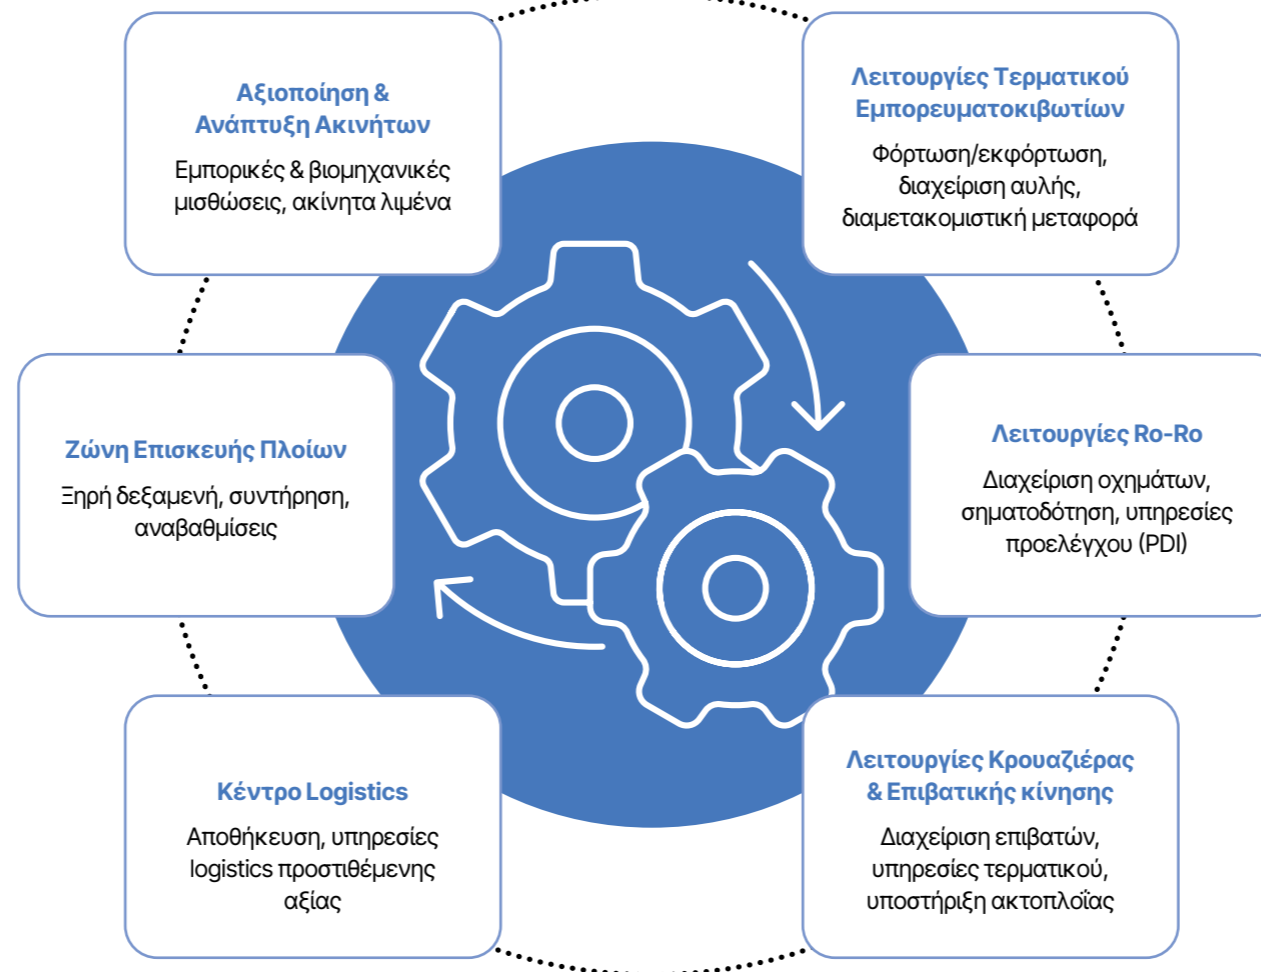 Αξιοποίηση &
Ανάπτυξη Ακινήτων
Εμπορικές & βιομηχανικές
μισθώσεις, ακίνητα λιμένα
Λειτουργίες Τερματικού
Εμπορευματοκιβωτίων
Φόρτωση/εκφόρτωση,
διαχείριση αυλής,
διαμετακομιστική μεταφορά
Ζώνη Επισκευής Πλοίων
Ξηρή δεξαμενή, συντήρηση,
αναβαθμίσεις
Λειτουργίες Ro-Ro
Διαχείριση οχημάτων,
σηματοδότηση, υπηρεσίες
προελέγχου (PDI)
Κέντρο Logistics
Αποθήκευση, υπηρεσίες
logistics προστιθέμενης
αξίας
Λειτουργίες Κρουαζιέρας
& Επιβατικής κίνησης
Διαχείριση επιβατών,
υπηρεσίες τερματικού,
υποστήριξη ακτοπλοΐας